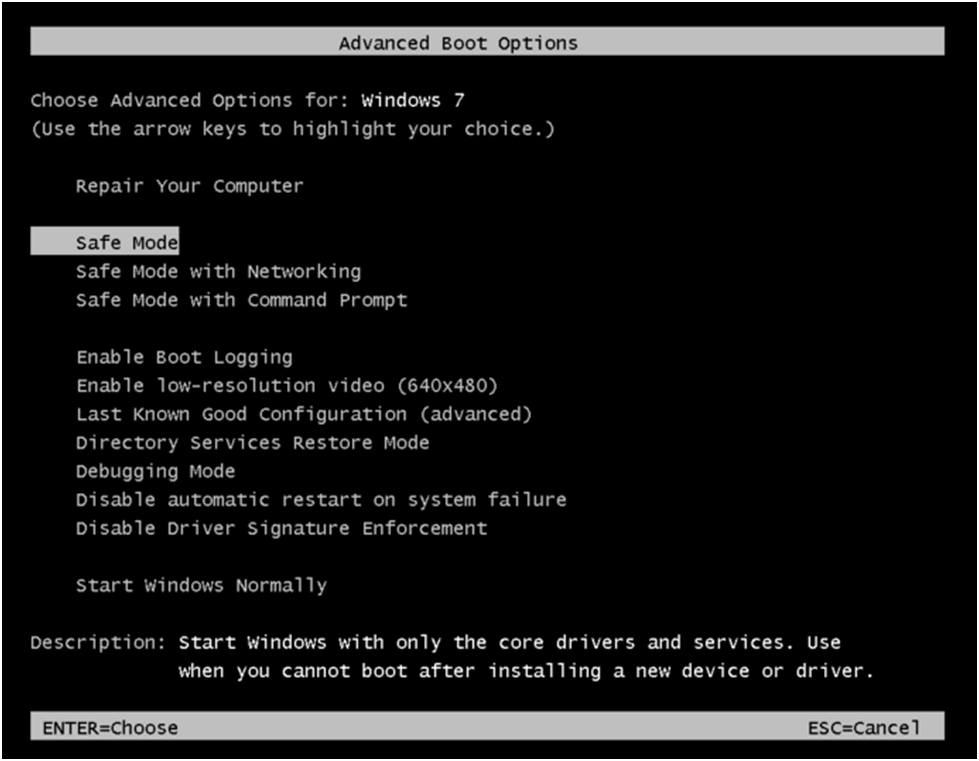 Advanced Boot Options
Choose Advanced Options for: Windows 7
(Use the arrow keys to highlight your choice.)
Repair Your Computer
Safe Mode
Safe Mode with Networking
Safe Mode with Command Prompt
Enable Boot Logging
Enable low-resolution video (640x480)
Last Known Good Configuration (advanced)
Directory Services Restore Mode
Debugging Mode
Disable automatic restart on system failure
Disable Driver Signature Enforcement
Start Windows Normally
Description: Start Windows with only the core drivers and services. Use
when you cannot boot after installing a new device or driver.
ENTER=Choose ESC=Cancel